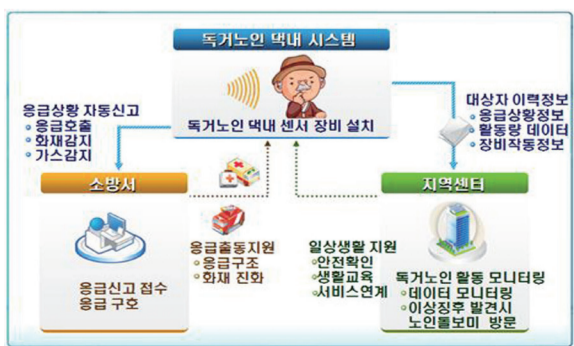 독거노인 댁내 시스템
독거노인 댁내 센서 장비 설치
응급상황 자동신고
응급호출
화재감지
가스감지
대상자 이력정보
응급상황정보
활동량 데이터
장비작동정보
소방서
응급신고 접수
응급 구호
응급출동지원
응급구조
화재 진화
일상생활 지원
안전확인
생활교육
서비스연계
지역센터
독거노인 활동 모니터링
데이터 모니터링
이상징후 발견시
노인돌보미 방문